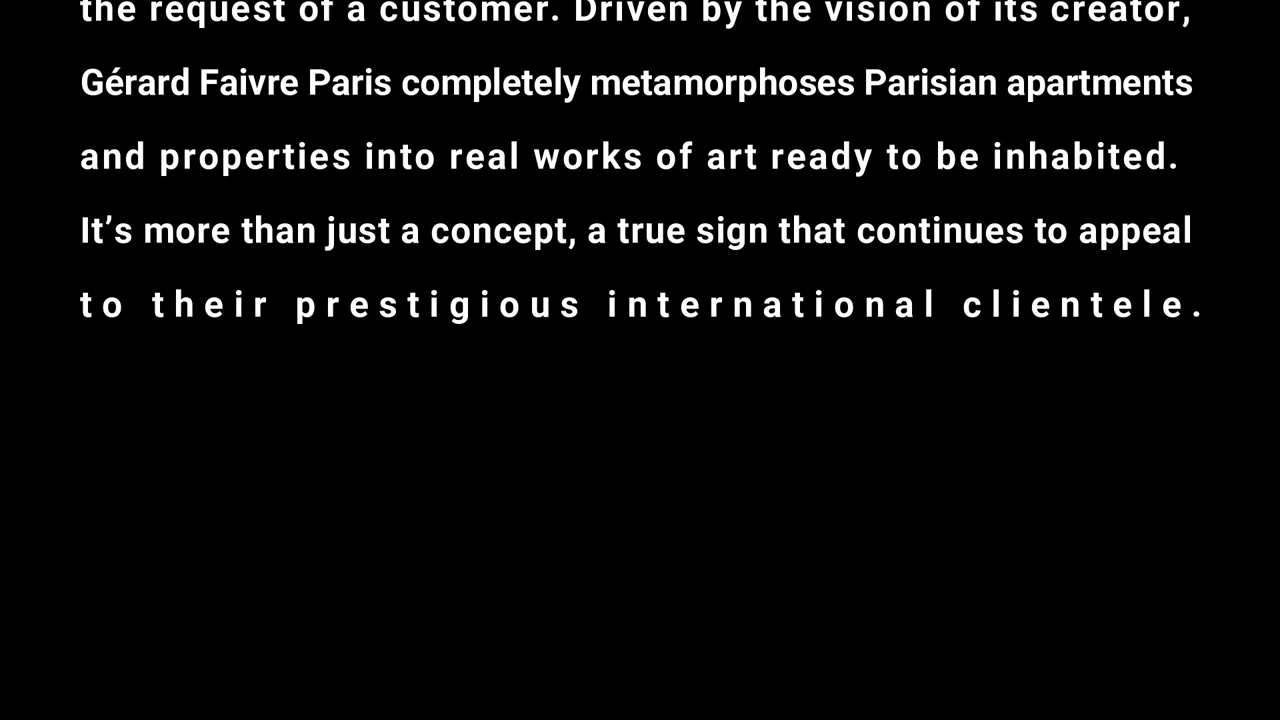 the request of a customer. Driven by the vision of its creator,
Gérard Faivre Paris completely metamorphoses Parisian apartments
and properties into real works of art ready to be inhabited.
It’s more than just a concept, a true sign that continues to appeal
to their prestigious international clientele.